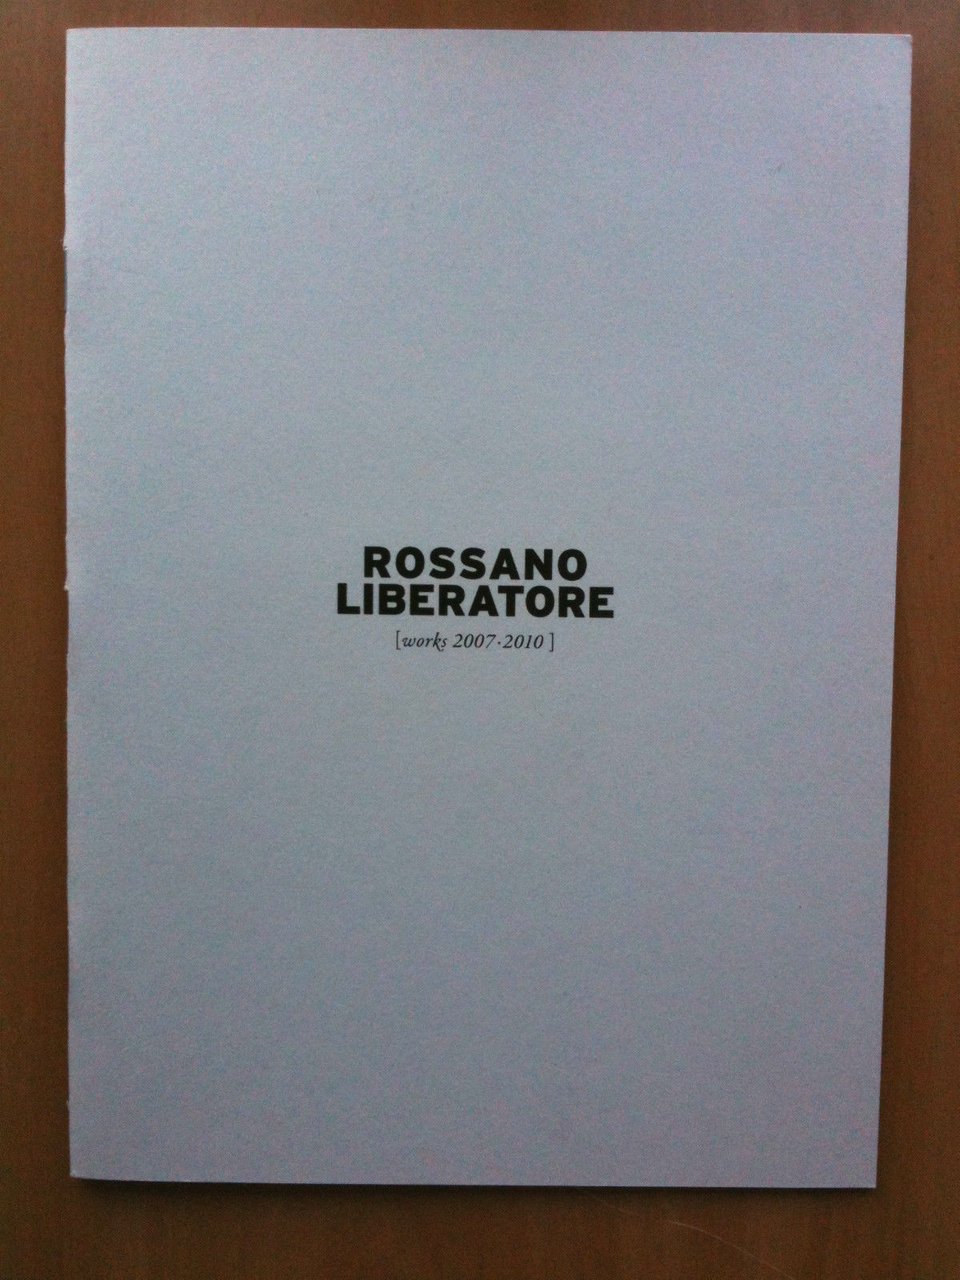 ROSSANO
LIBERATORE
[works 2007·2010 ]